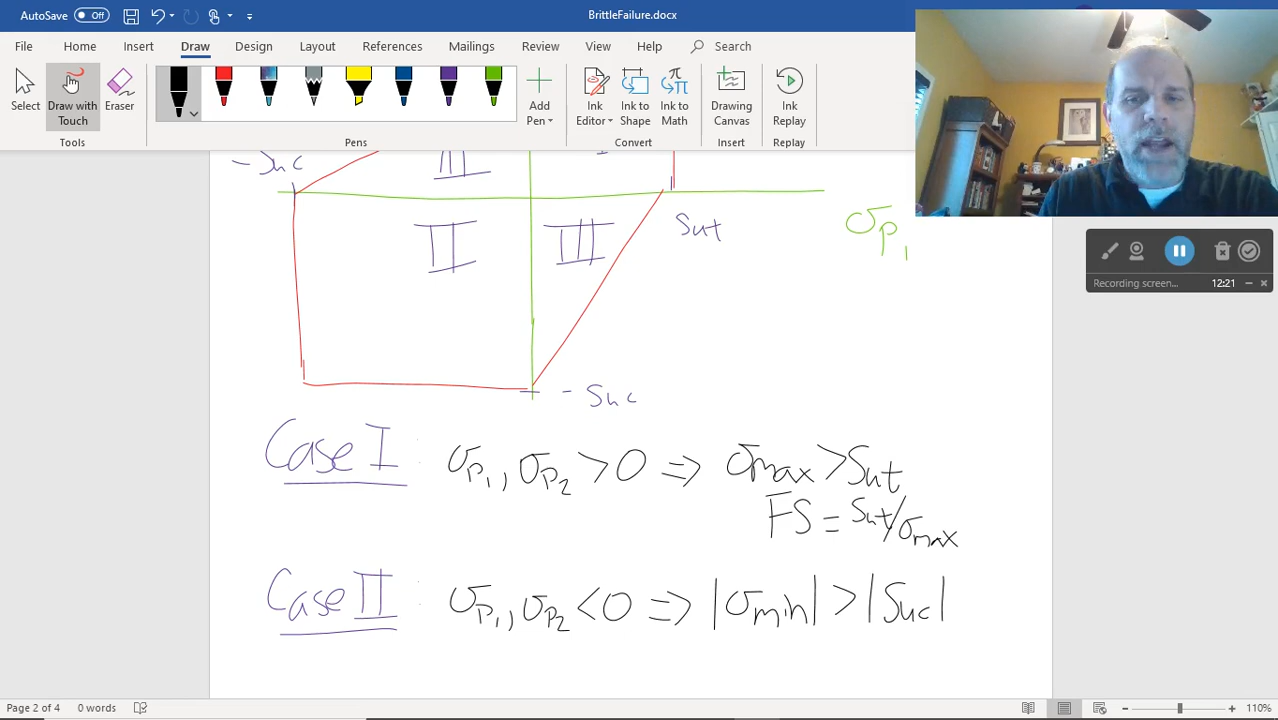 AutoSave Off
BrittleFailure.docx
File Home Insert Draw Design Layout References Mailings Review View Help Search
Select
Draw with Touch
Eraser
Add Pen
Ink Editor
Ink to Shape
Ink to Math
Drawing Canvas
Ink Replay
Tools Pens Convert Insert Replay
- Suc
III
I
II III Sut
σp1
- Suc
Recording screen... 12:21
Case I σp1, σp2 > 0 => σmax > Sut
FS = Sut/σmax
Case II σp1, σp2 < 0 => |σmin| > |Suc|
Page 2 of 4 0 words 110%